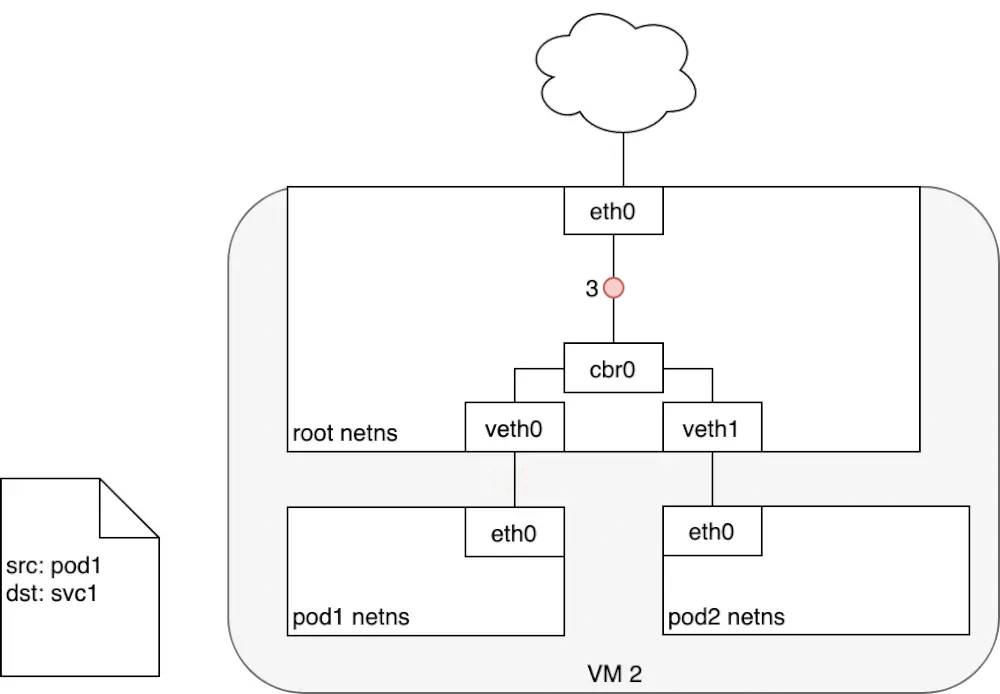 eth0
3
cbr0
veth0
veth1
root netns
eth0
eth0
src: pod1
dst: svc1
pod1 netns
pod2 netns
VM 2